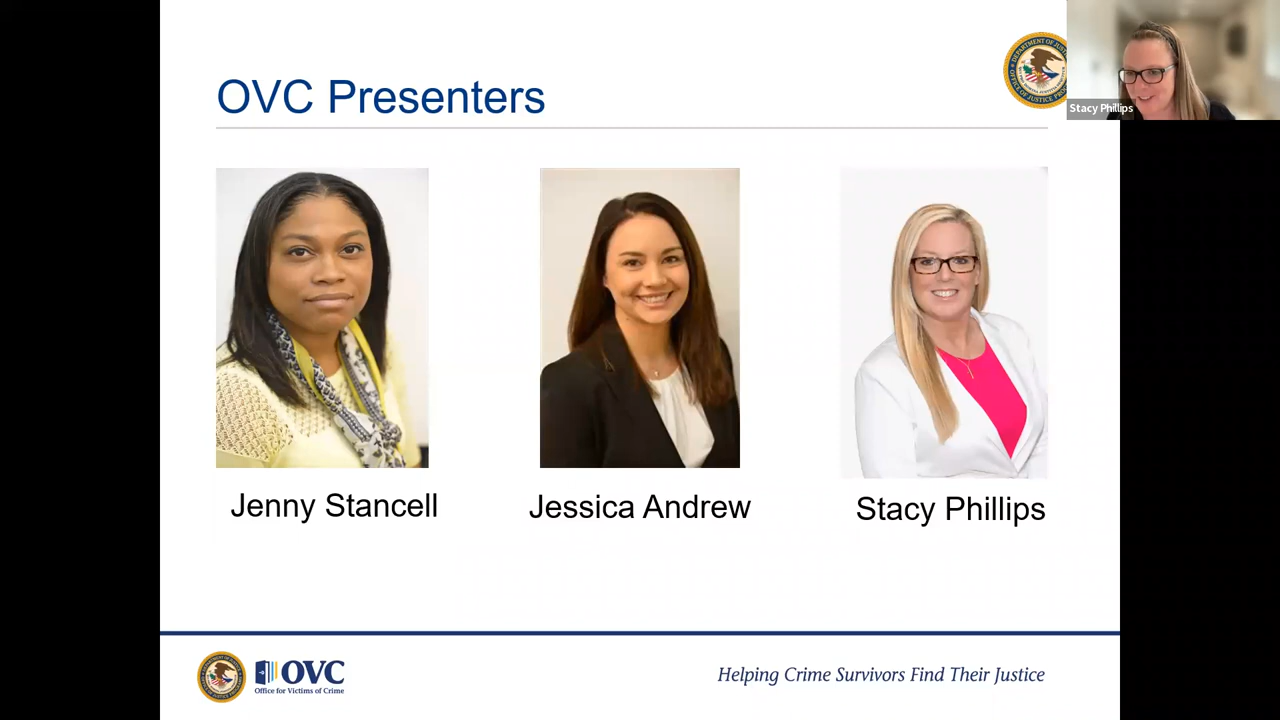 OVC Presenters
Stacy Phillips
Jenny Stancell
Jessica Andrew
Stacy Phillips
OVC
Office for Victims of Crime
Helping Crime Survivors Find Their Justice